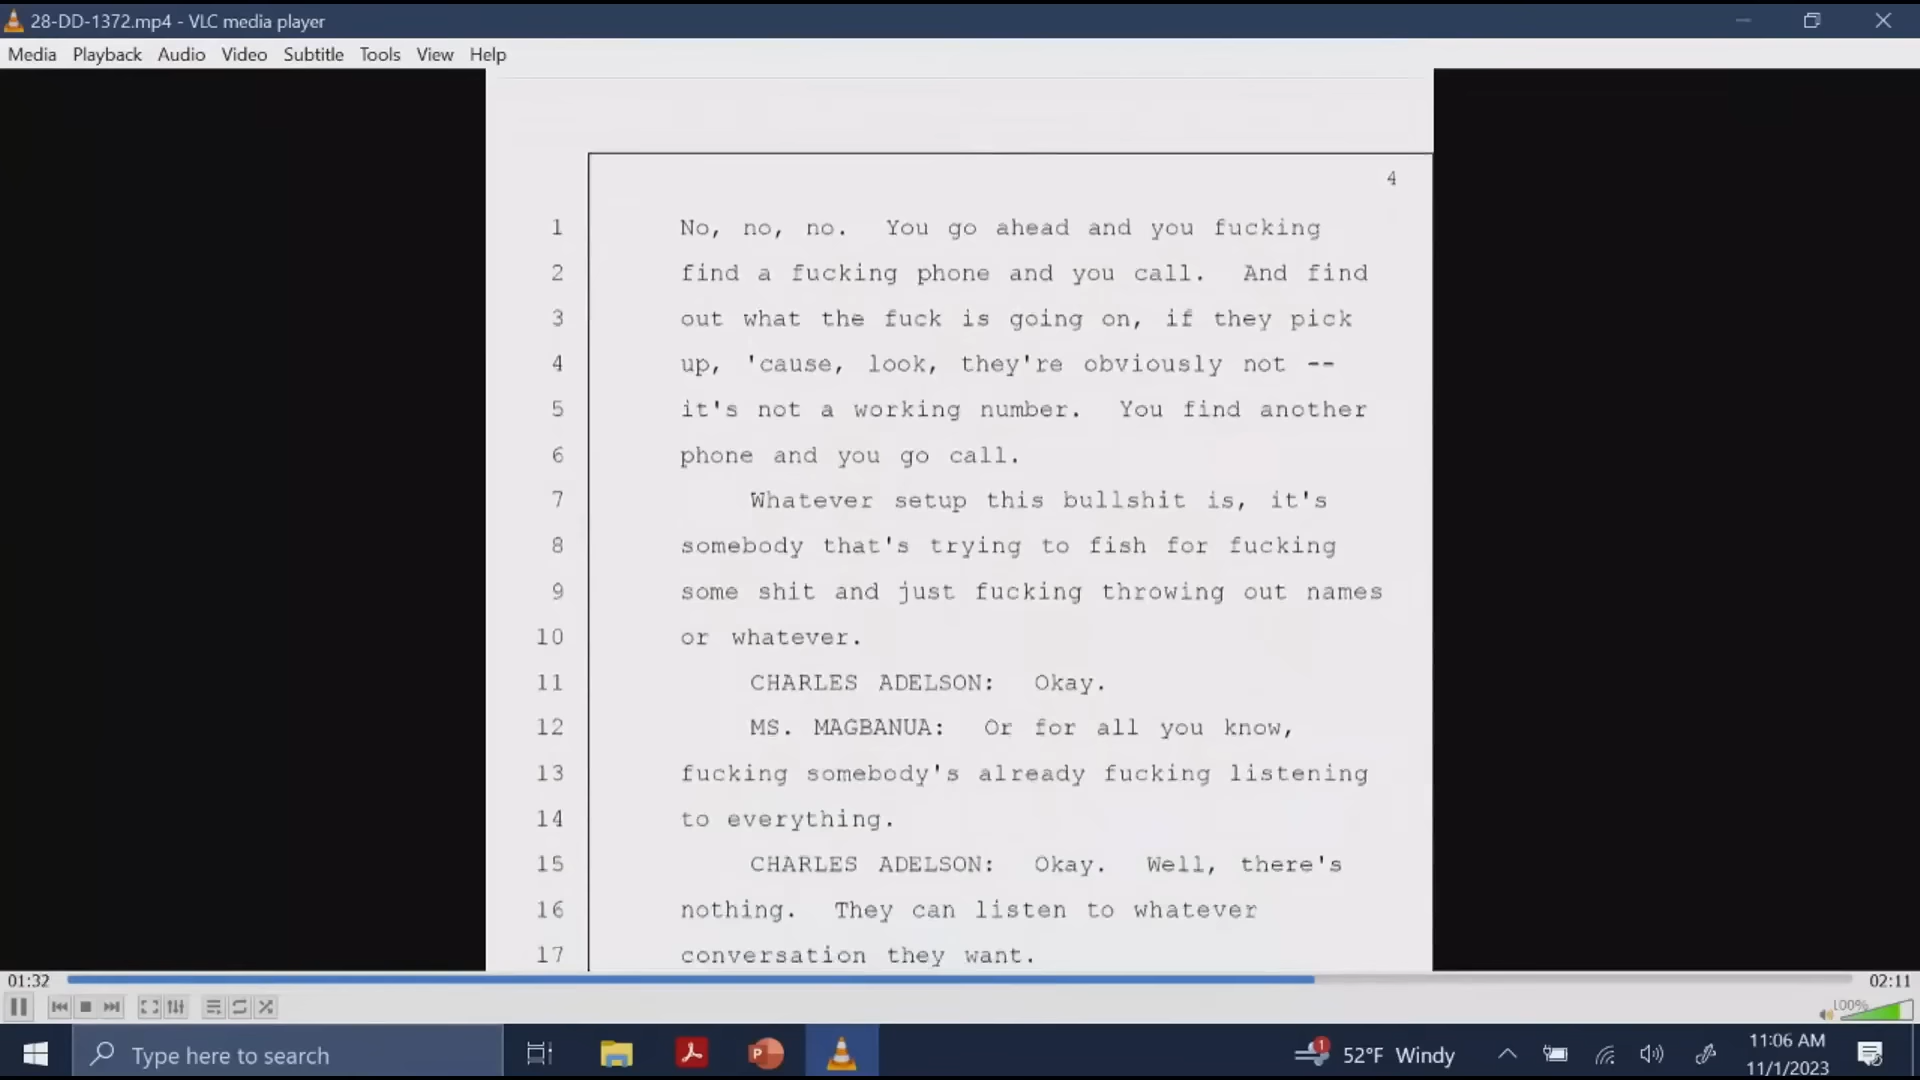 28-DD-1372.mp4 - VLC media player
Media Playback Audio Video Subtitle Tools View Help
4
1 No, no, no. You go ahead and you fucking
2 find a fucking phone and you call. And find
3 out what the fuck is going on, if they pick
4 up, 'cause, look, they're obviously not --
5 it's not a working number. You find another
6 phone and you go call.
7 Whatever setup this bullshit is, it's
8 somebody that's trying to fish for fucking
9 some shit and just fucking throwing out names
10 or whatever.
11 CHARLES ADELSON: Okay.
12 MS. MAGBANUA: Or for all you know,
13 fucking somebody's already fucking listening
14 to everything.
15 CHARLES ADELSON: Okay. Well, there's
16 nothing. They can listen to whatever
17 conversation they want.
01:32 02:11
100%
Type here to search P 1 52°F Windy 11:06 AM
11/1/2023